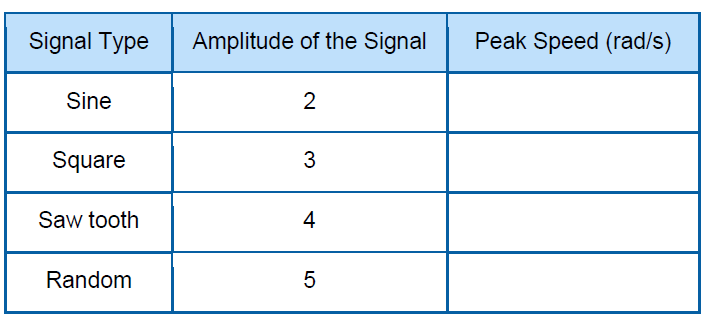 Signal Type Amplitude of the Signal Peak Speed (rad/s)
Sine 2
Square 3
Saw tooth 4
Random 5